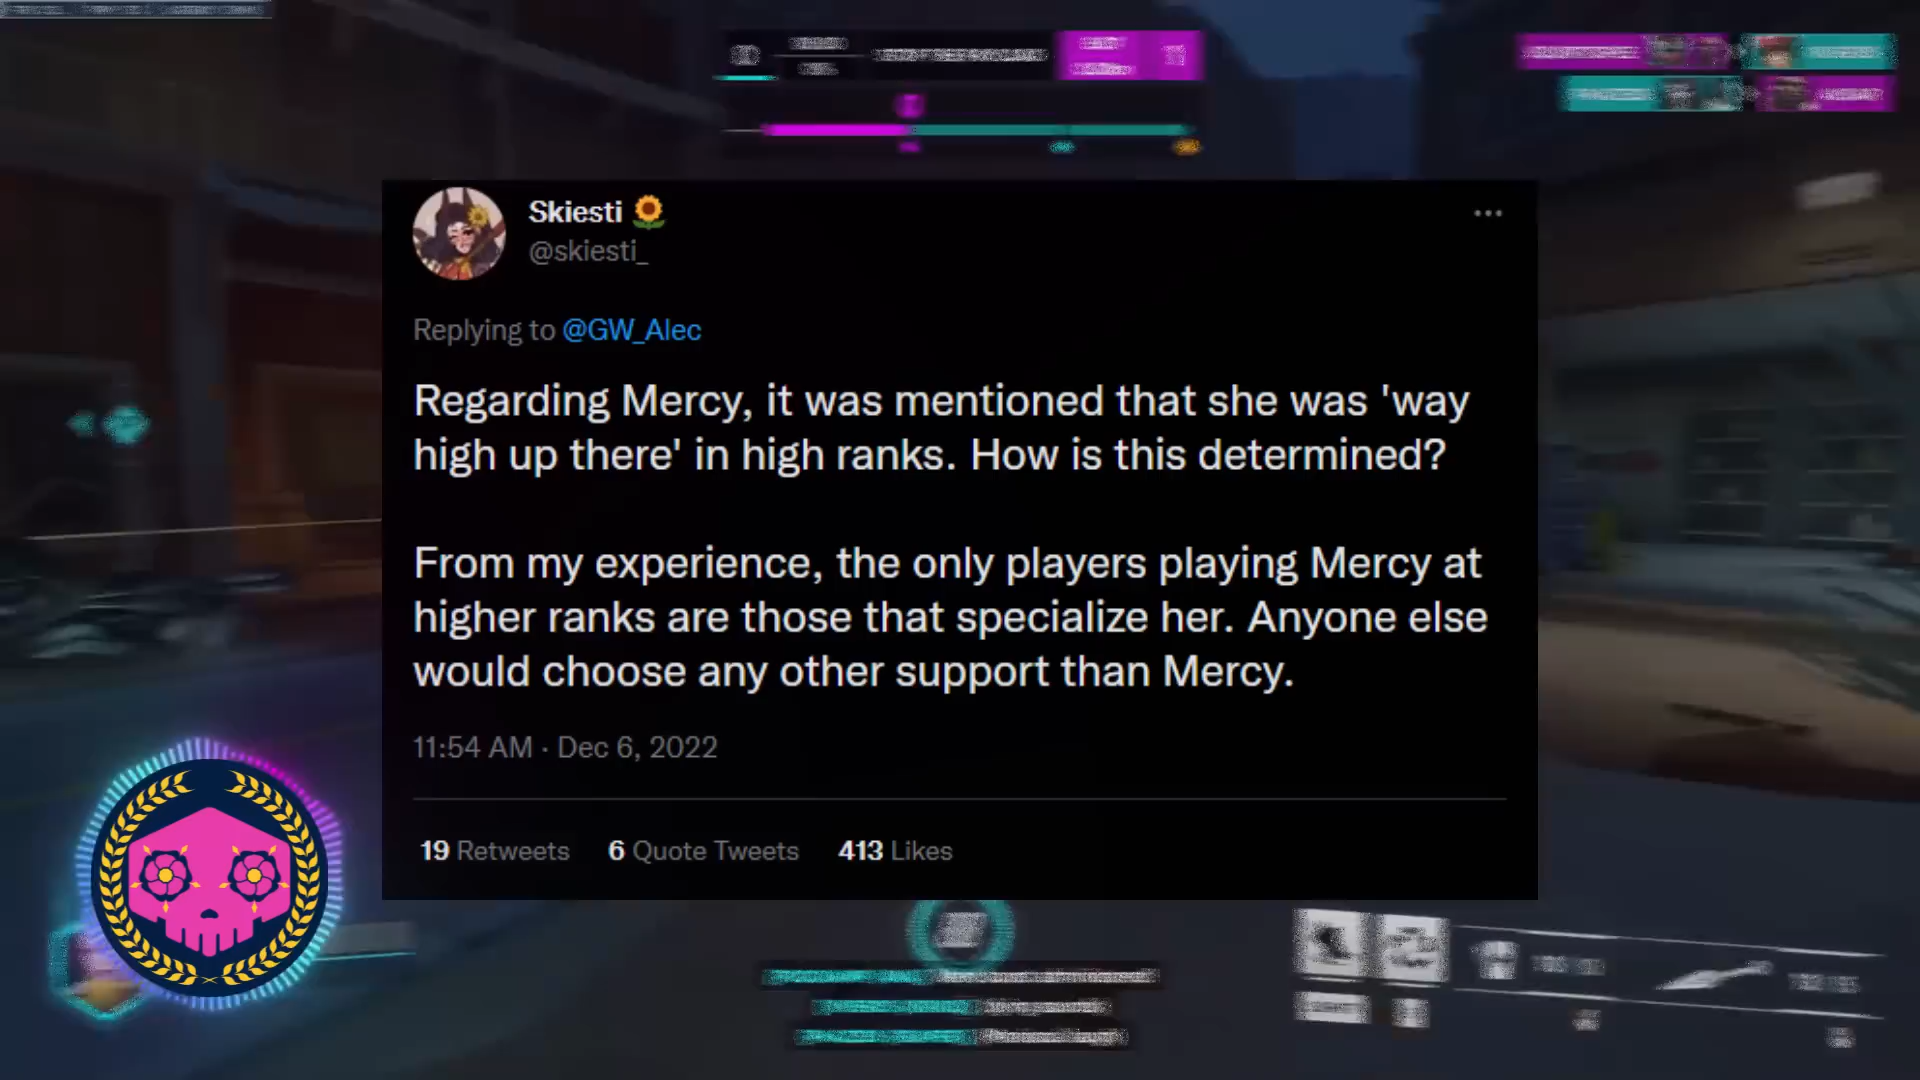 Skiesti 🌻
@skiesti_
Replying to @GW_Alec
Regarding Mercy, it was mentioned that she was 'way
high up there' in high ranks. How is this determined?
From my experience, the only players playing Mercy at
higher ranks are those that specialize her. Anyone else
would choose any other support than Mercy.
11:54 AM · Dec 6, 2022
19 Retweets 6 Quote Tweets 413 Likes